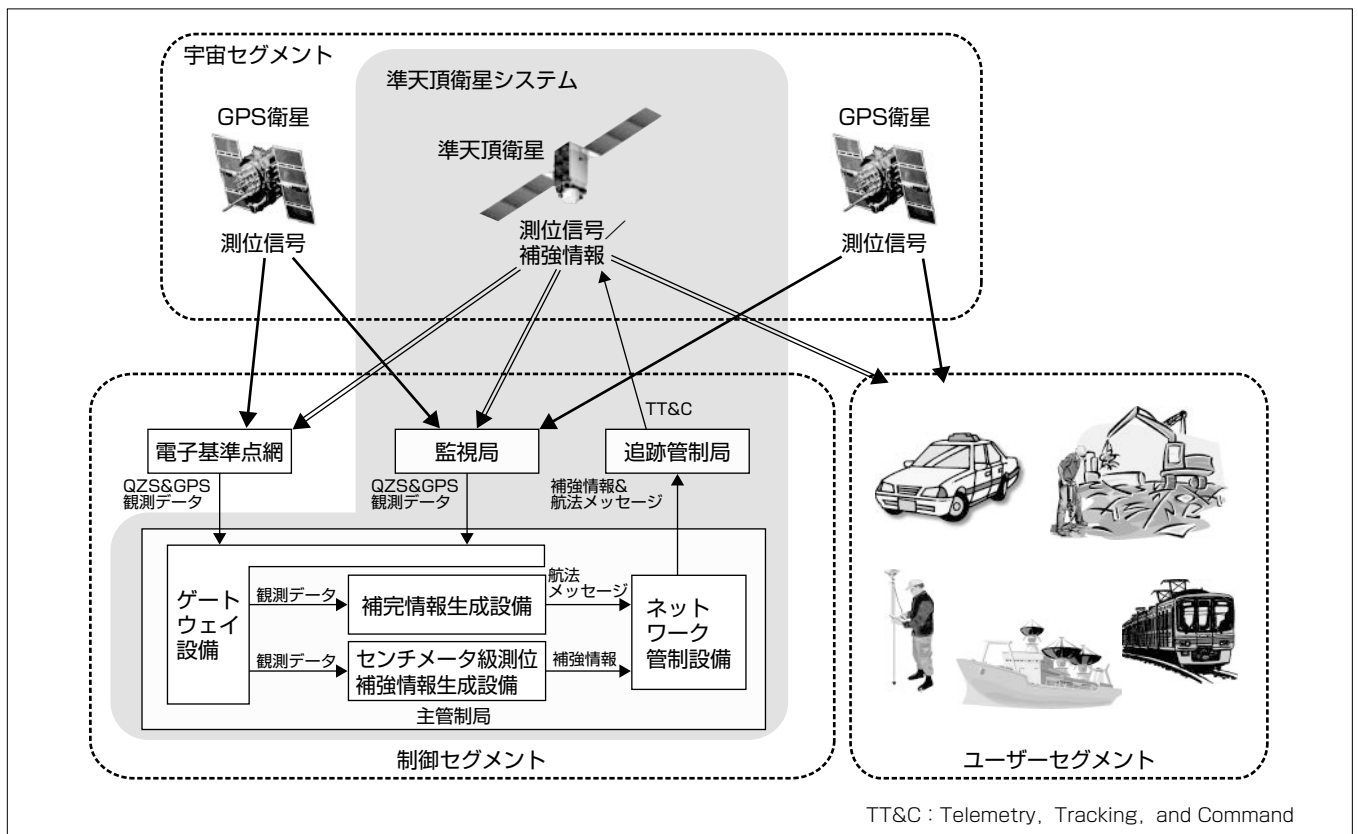 宇宙セグメント
準天頂衛星システム
GPS衛星
準天頂衛星
GPS衛星
測位信号
測位信号／
補強情報
測位信号
TT&C
電子基準点網
監視局
追跡管制局
QZS&GPS
観測データ
QZS&GPS
観測データ
補強情報&
航法メッセージ
ゲート
ウェイ
設備
観測データ
補完情報生成設備
航法
メッセージ
ネット
ワーク
管制設備
観測データ
センチメータ級測位
補強情報生成設備
補強情報
主管制局
制御セグメント
ユーザーセグメント
TT&C：Telemetry, Tracking, and Command